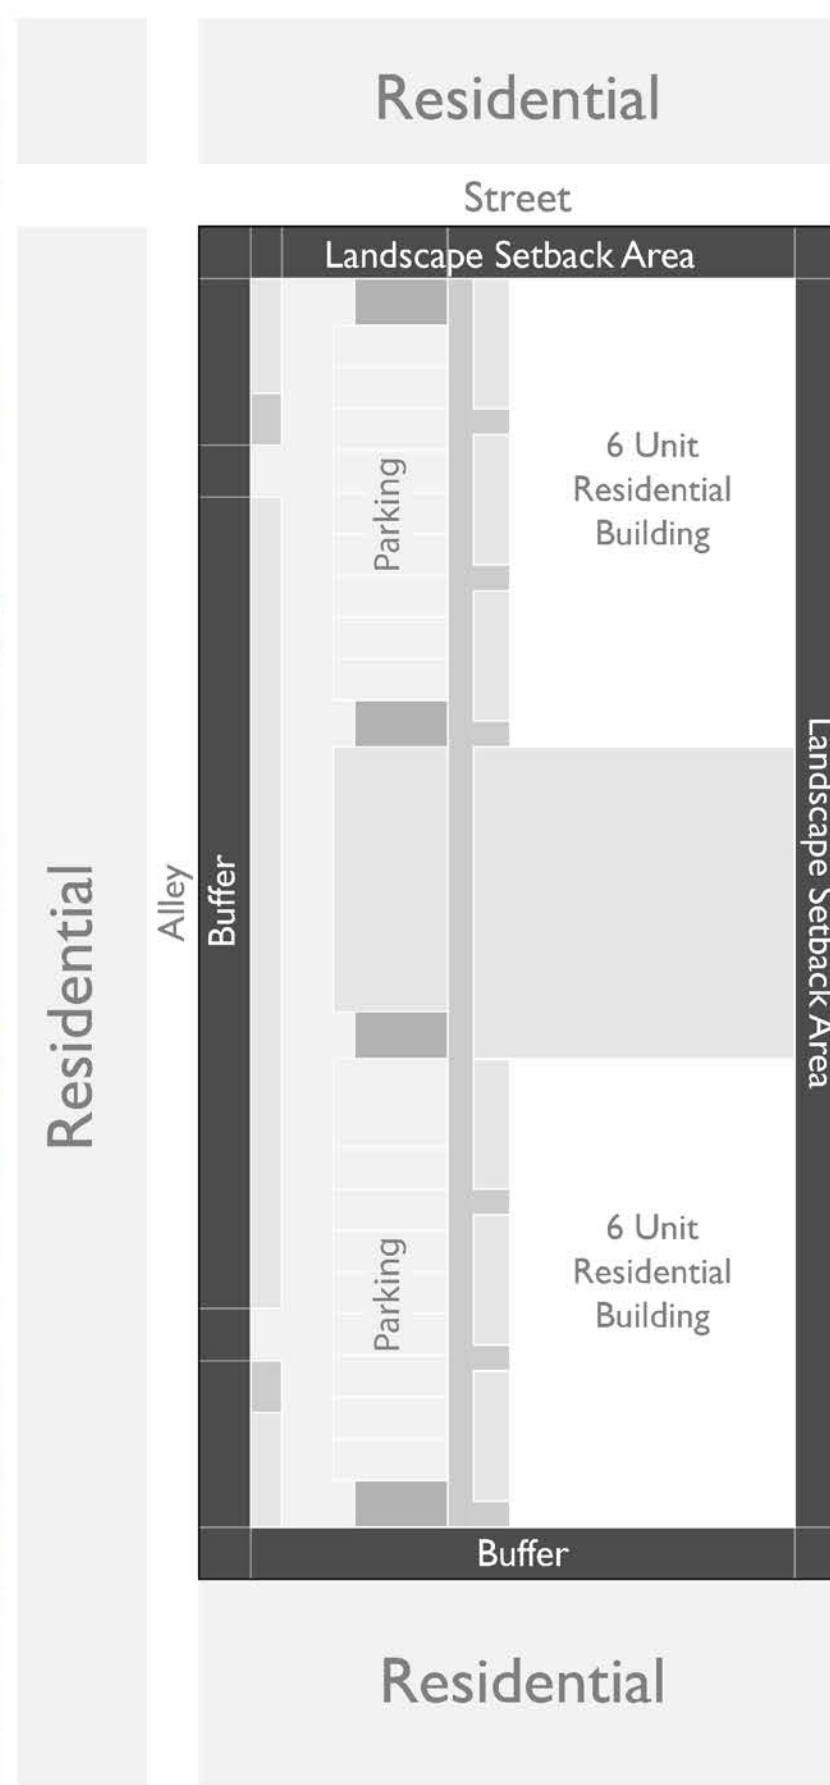 Residential
Street
Landscape Setback Area
6 Unit
Residential
Building
Parking
Landscape Setback Area
Residential
Alley
Buffer
6 Unit
Residential
Building
Parking
Buffer
Residential